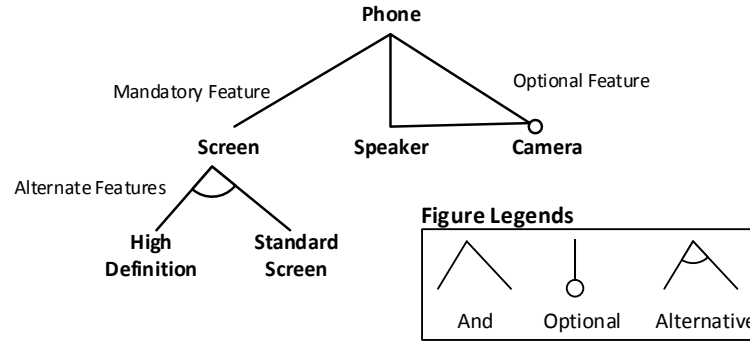 Phone
Mandatory Feature
Optional Feature
Screen
Speaker
Camera
Alternate Features
High
Definition
Standard
Screen
Figure Legends
And
Optional
Alternative